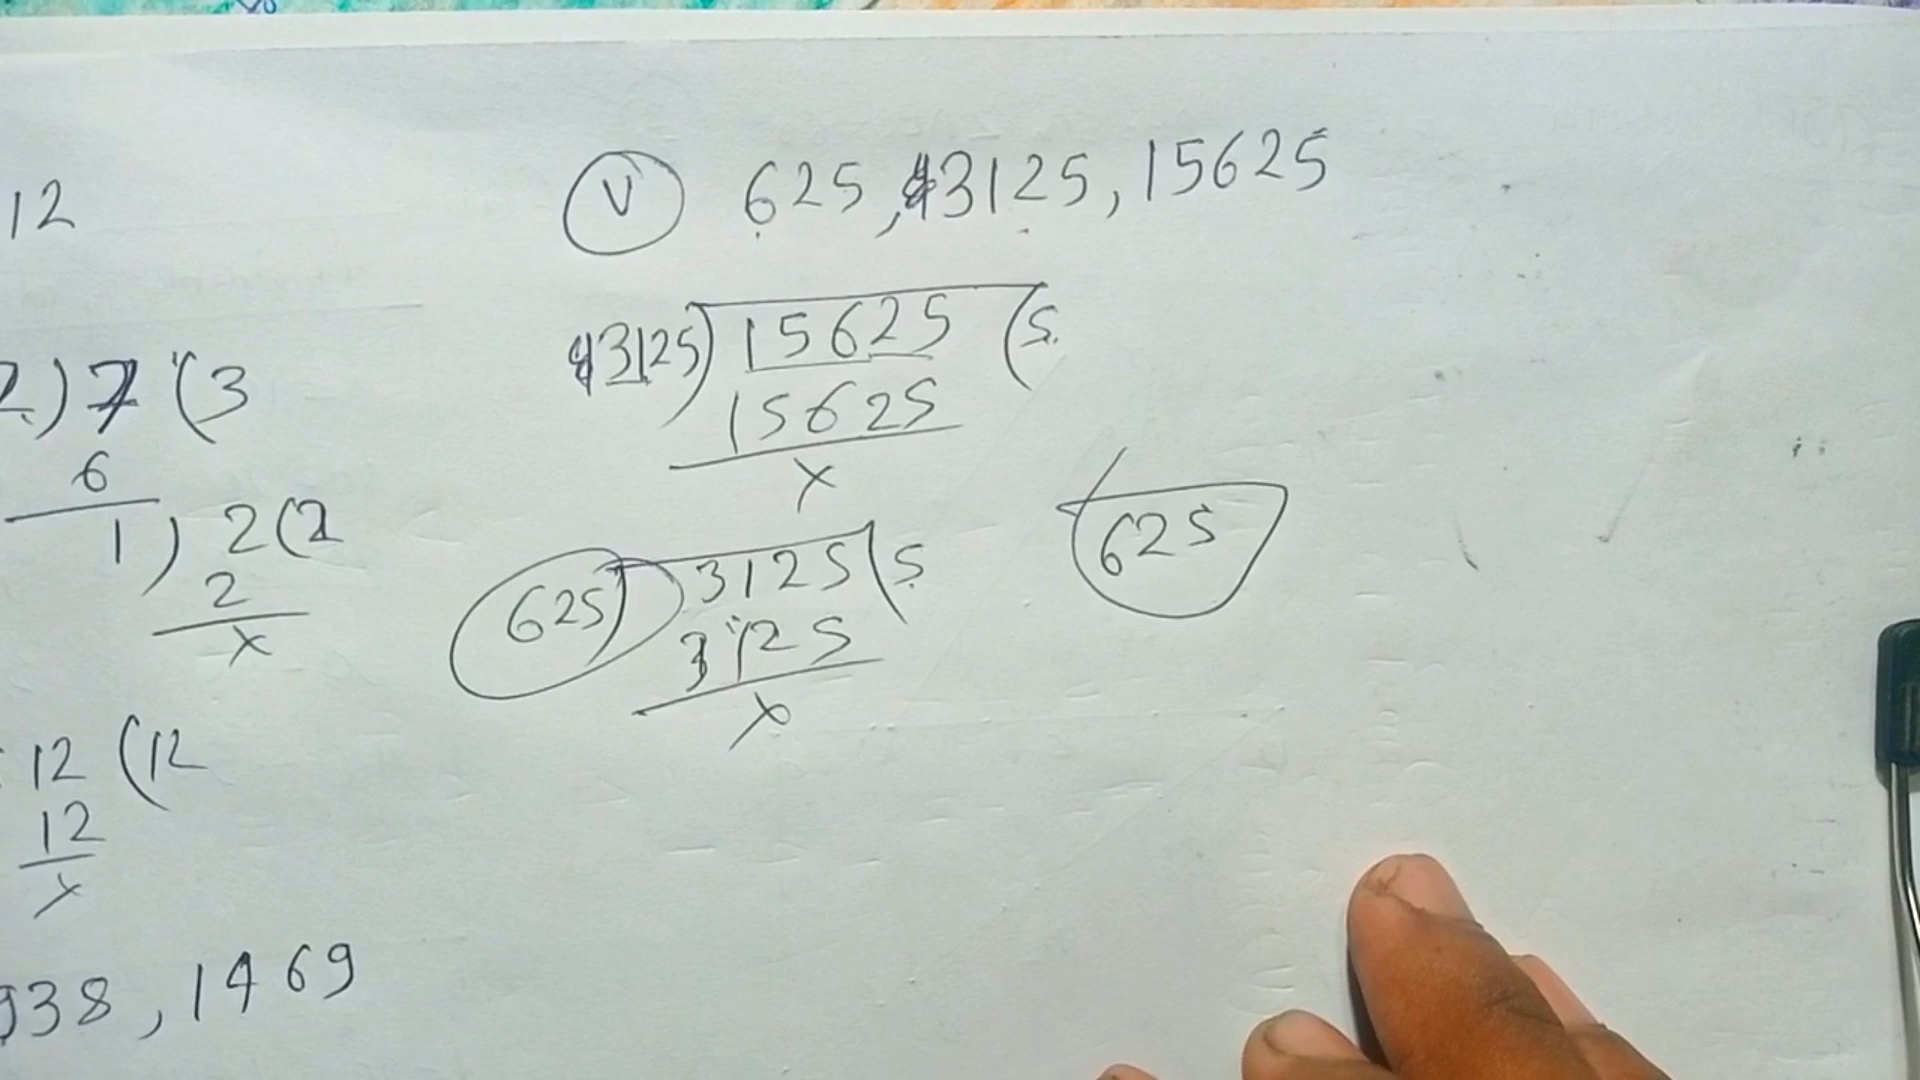 12
2)7(3
6
1)2(2
2
x
12(12
12
x
938, 1469
V 625, 3125, 15625
3125)15625(5
15625
x
625)3125(5
3125
x
625